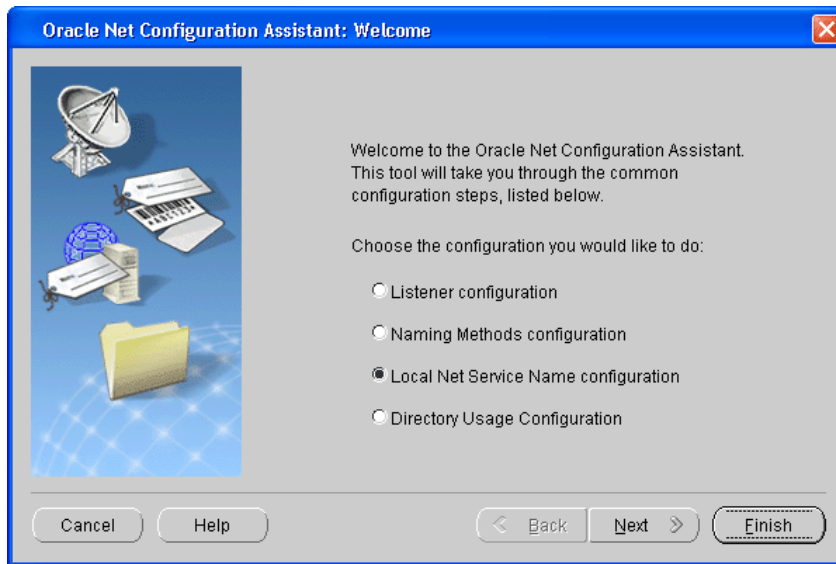 Oracle Net Configuration Assistant: Welcome
Welcome to the Oracle Net Configuration Assistant.
This tool will take you through the common
configuration steps, listed below.
Choose the configuration you would like to do:
Listener configuration
Naming Methods configuration
Local Net Service Name configuration
Directory Usage Configuration
Cancel
Help
Back
Next
Finish